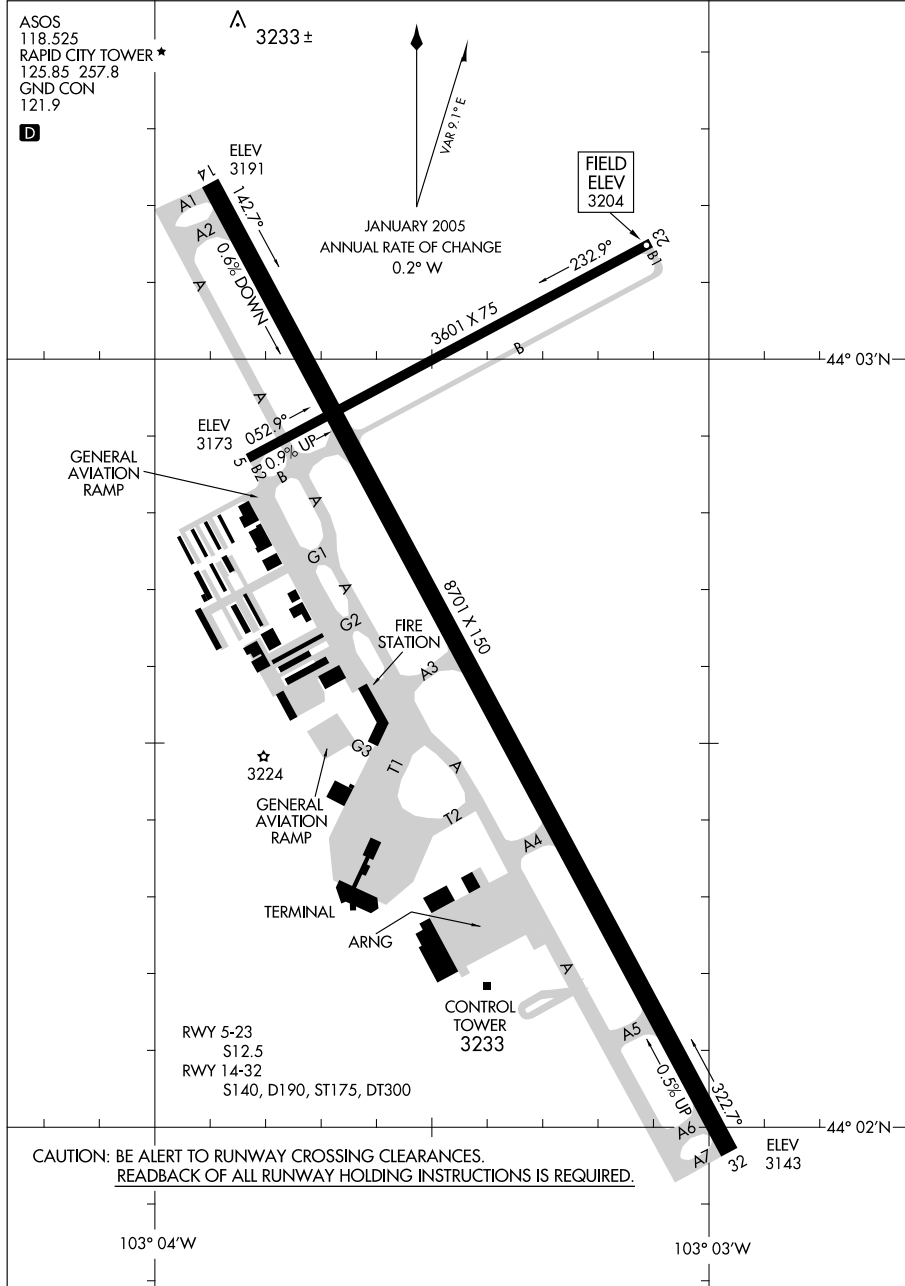 ASOS
118.525
RAPID CITY TOWER
125.85 257.8
GND CON
121.9
D
3233 ±
VAR 9.1° E
JANUARY 2005
ANNUAL RATE OF CHANGE
0.2° W
FIELD
ELEV
3204
ELEV
3191
14
142.7°
A1
A2
0.6% DOWN
A
23
B1
232.9°
3601 X 75
B
44° 03'N
A
ELEV
3173
052.9°
0.9% UP
5
B2
B
GENERAL
AVIATION
RAMP
A
G1
A
8701 X 150
G2
FIRE
STATION
A3
G3
T1
A
3224
GENERAL
AVIATION
RAMP
T2
A4
TERMINAL
ARNG
A
CONTROL
TOWER
3233
A5
RWY 5-23
S12.5
RWY 14-32
S140, D190, ST175, DT300
0.5% UP
322.7°
A6
A7
32
ELEV
3143
44° 02'N
CAUTION: BE ALERT TO RUNWAY CROSSING CLEARANCES.
READBACK OF ALL RUNWAY HOLDING INSTRUCTIONS IS REQUIRED.
103° 04'W
103° 03'W